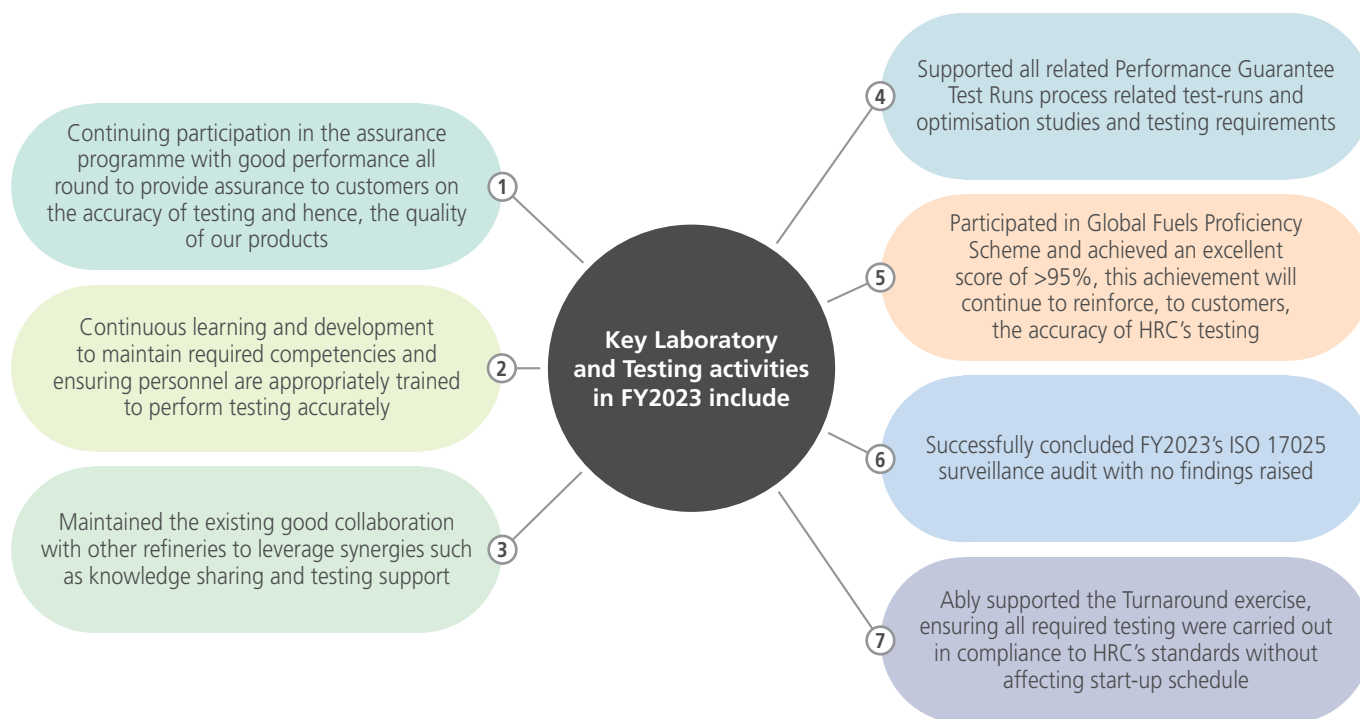 Continuing participation in the assurance
programme with good performance all
round to provide assurance to customers on
the accuracy of testing and hence, the quality
of our products
1
Continuous learning and development
to maintain required competencies and
ensuring personnel are appropriately trained
to perform testing accurately
2
Maintained the existing good collaboration
with other refineries to leverage synergies such
as knowledge sharing and testing support
3
Key Laboratory
and Testing activities
in FY2023 include
4
Supported all related Performance Guarantee
Test Runs process related test-runs and
optimisation studies and testing requirements
5
Participated in Global Fuels Proficiency
Scheme and achieved an excellent
score of >95%, this achievement will
continue to reinforce, to customers,
the accuracy of HRC's testing
6
Successfully concluded FY2023's ISO 17025
surveillance audit with no findings raised
7
Ably supported the Turnaround exercise,
ensuring all required testing were carried out
in compliance to HRC's standards without
affecting start-up schedule